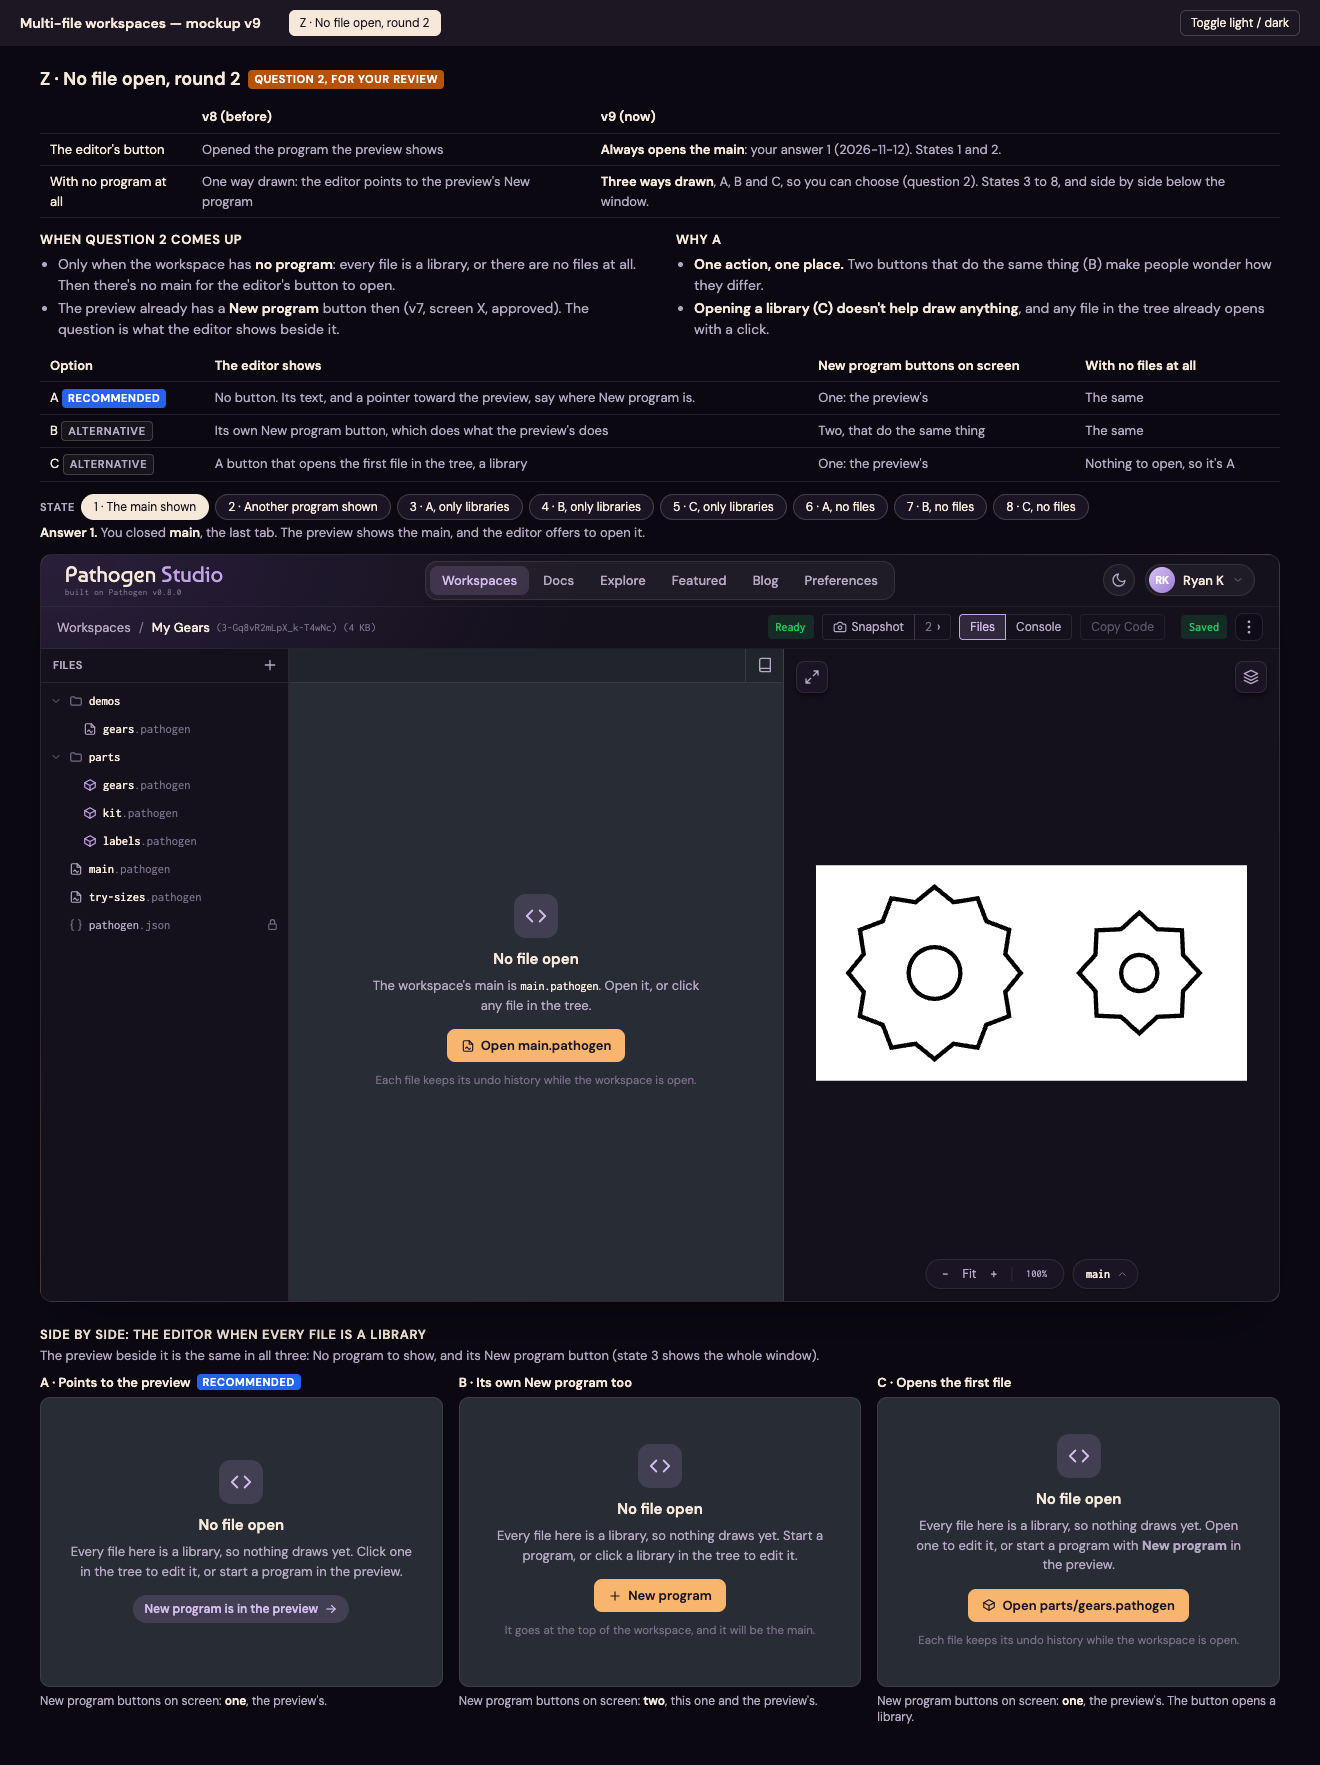 Multi-file workspaces — mockup v9
Z · No file open, round 2
Toggle light / dark
Z · No file open, round 2 QUESTION 2, FOR YOUR REVIEW
v8 (before) v9 (now)
The editor's button Opened the program the preview shows Always opens the main: your answer 1 (2026-11-12). States 1 and 2.
With no program at all One way drawn: the editor points to the preview's New program Three ways drawn, A, B and C, so you can choose (question 2). States 3 to 8, and side by side below the window.
WHEN QUESTION 2 COMES UP
• Only when the workspace has no program: every file is a library, or there are no files at all.
Then there's no main for the editor's button to open.
• The preview already has a New program button then (v7, screen X, approved). The
question is what the editor shows beside it.
WHY A
• One action, one place. Two buttons that do the same thing (B) make people wonder how
they differ.
• Opening a library (C) doesn't help draw anything, and any file in the tree already opens
with a click.
Option The editor shows New program buttons on screen With no files at all
A RECOMMENDED No button. Its text, and a pointer toward the preview, say where New program is. One: the preview's The same
B ALTERNATIVE Its own New program button, which does what the preview's does Two, that do the same thing The same
C ALTERNATIVE A button that opens the first file in the tree, a library One: the preview's Nothing to open, so it's A
STATE 1 · The main shown 2 · Another program shown 3 · A, only libraries 4 · B, only libraries 5 · C, only libraries 6 · A, no files 7 · B, no files 8 · C, no files
Answer 1. You closed main, the last tab. The preview shows the main, and the editor offers to open it.
Pathogen Studio
built on Pathogen v0.8.0
Workspaces Docs Explore Featured Blog Preferences
RK Ryan K
Workspaces / My Gears (3-Gq8vR2mLpX_k-T4wNc) (4 KB)
Ready Snapshot 2 › Files Console Copy Code Saved
FILES +
demos
gears.pathogen
parts
gears.pathogen
kit.pathogen
labels.pathogen
main.pathogen
try-sizes.pathogen
{} pathogen.json
No file open
The workspace's main is main.pathogen. Open it, or click
any file in the tree.
Open main.pathogen
Each file keeps its undo history while the workspace is open.
− Fit + 100% main
SIDE BY SIDE: THE EDITOR WHEN EVERY FILE IS A LIBRARY
The preview beside it is the same in all three: No program to show, and its New program button (state 3 shows the whole window).
A · Points to the preview RECOMMENDED
No file open
Every file here is a library, so nothing draws yet. Click one
in the tree to edit it, or start a program in the preview.
New program is in the preview →
New program buttons on screen: one, the preview's.
B · Its own New program too
No file open
Every file here is a library, so nothing draws yet. Start a
program, or click a library in the tree to edit it.
+ New program
It goes at the top of the workspace, and it will be the main.
New program buttons on screen: two, this one and the preview's.
C · Opens the first file
No file open
Every file here is a library, so nothing draws yet. Open
one to edit it, or start a program with New program in
the preview.
Open parts/gears.pathogen
Each file keeps its undo history while the workspace is open.
New program buttons on screen: one, the preview's. The button opens a
library.